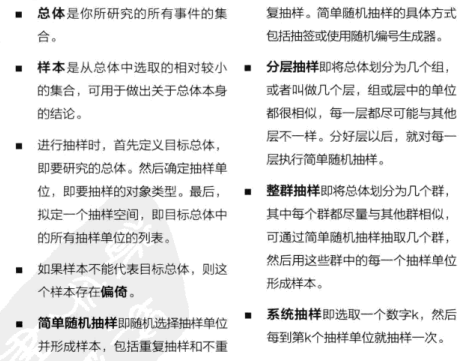 ■ 总体是你所研究的所有事件的集
合。
■ 样本是从总体中选取的相对较小
的集合，可用于做出关于总体本身
的结论。
■ 进行抽样时，首先定义目标总体，
即要研究的总体。然后确定抽样单
位，即要抽样的对象类型。最后，
拟定一个抽样空间，即目标总体中
的所有抽样单位的列表。
■ 如果样本不能代表目标总体，则这
个样本存在偏倚。
■ 简单随机抽样即随机选择抽样单位
并形成样本，包括重复抽样和不重
复抽样。简单随机抽样的具体方式
包括抽签或使用随机编号生成器。
■ 分层抽样即将总体划分为几个组，
或者叫做几个层，组或层中的单位
都很相似，每一层都尽可能与其他
层不一样。分好层以后，就对每一
层执行简单随机抽样。
■ 整群抽样即将总体划分为几个群，
其中每个群都尽量与其他群相似，
可通过简单随机抽样抽取几个群，
然后用这些群中的每一个抽样单位
形成样本。
■ 系统抽样即选取一个数字k，然后
每到第k个抽样单位就抽样一次。